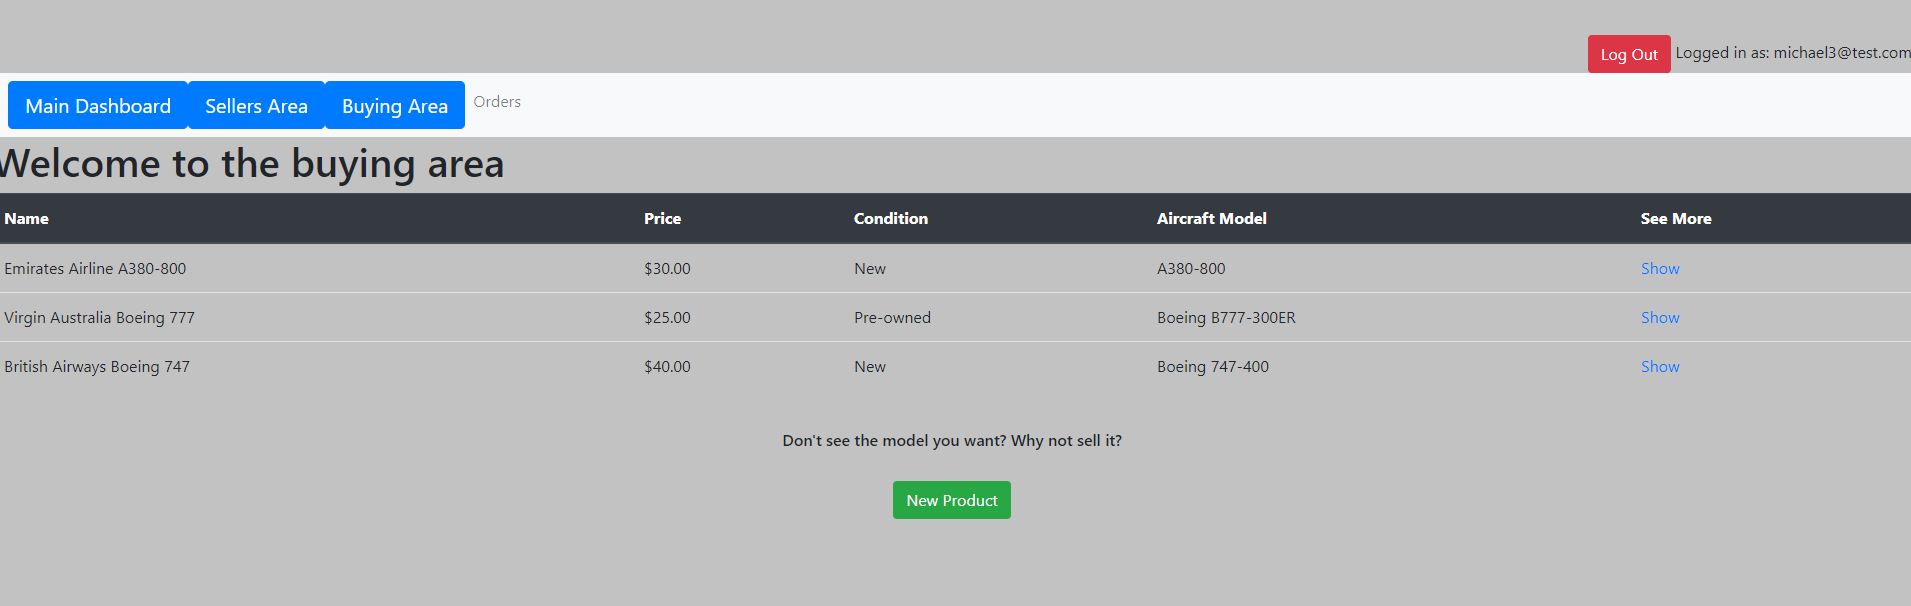 Log Out Logged in as: michael3@test.com
Main Dashboard Sellers Area Buying Area Orders
Welcome to the buying area
Name Price Condition Aircraft Model See More
Emirates Airline A380-800 $30.00 New A380-800 Show
Virgin Australia Boeing 777 $25.00 Pre-owned Boeing B777-300ER Show
British Airways Boeing 747 $40.00 New Boeing 747-400 Show
Don't see the model you want? Why not sell it?
New Product